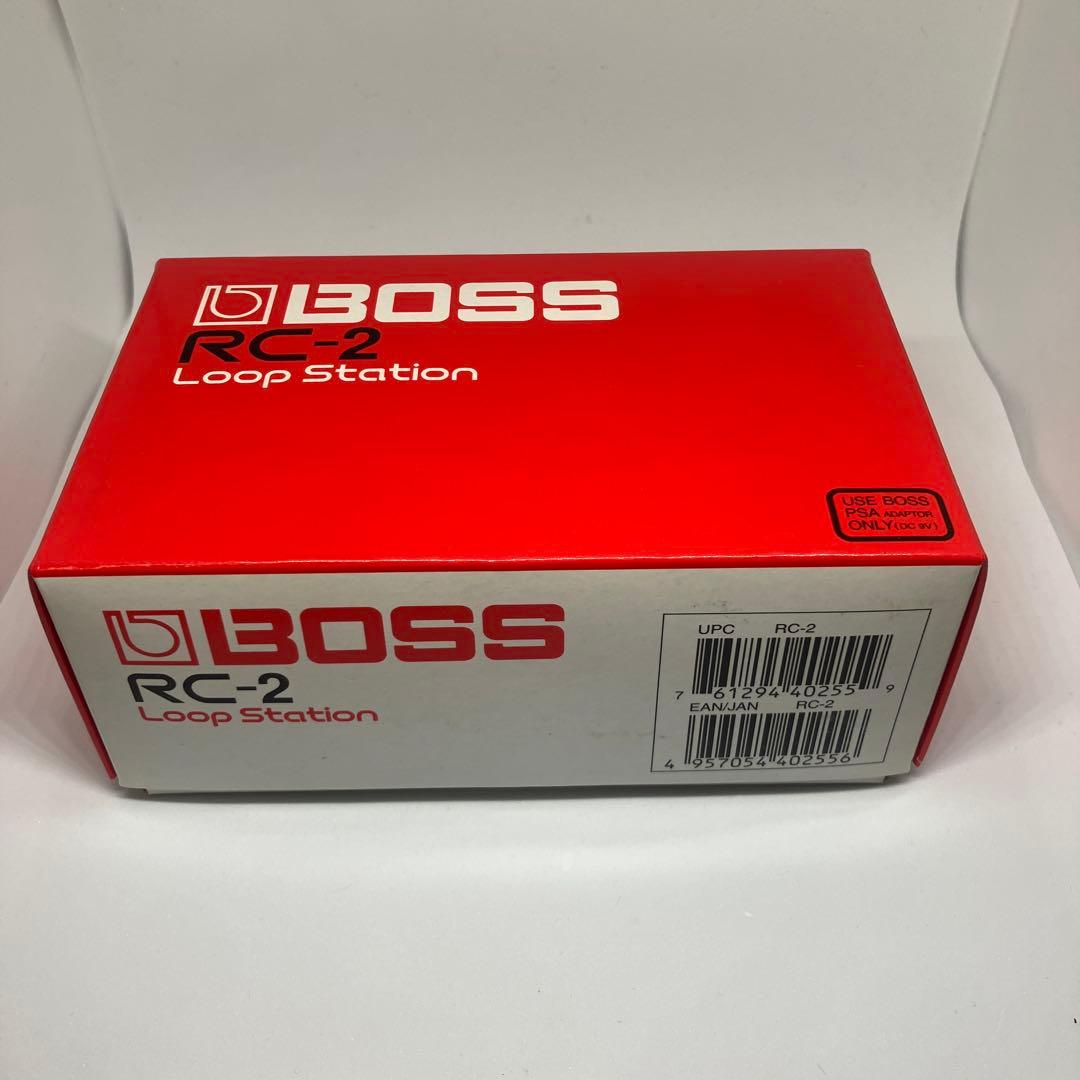 BOSS
RC-2
Loop Station
USE BOSS
PSA ADAPTOR
ONLY (DC 9V)
BOSS
RC-2
Loop Station
UPC RC-2
7 61294 40255 9
EAN/JAN RC-2
4 957054 402556